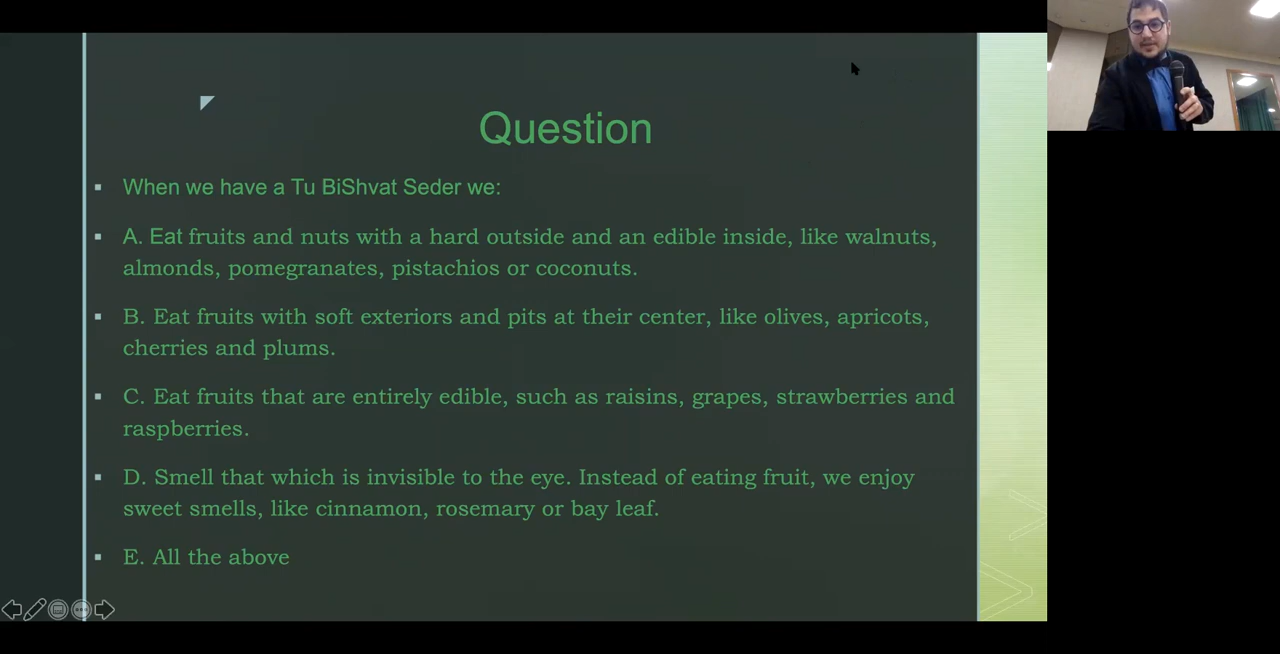 Question
When we have a Tu BiShvat Seder we:
A. Eat fruits and nuts with a hard outside and an edible inside, like walnuts,
almonds, pomegranates, pistachios or coconuts.
B. Eat fruits with soft exteriors and pits at their center, like olives, apricots,
cherries and plums.
C. Eat fruits that are entirely edible, such as raisins, grapes, strawberries and
raspberries.
D. Smell that which is invisible to the eye. Instead of eating fruit, we enjoy
sweet smells, like cinnamon, rosemary or bay leaf.
E. All the above